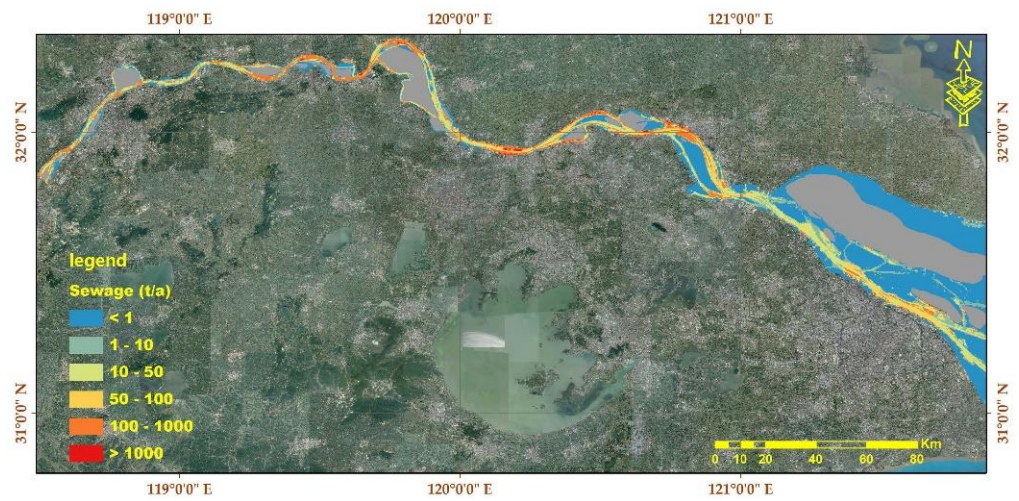 119°0'0" E 120°0'0" E 121°0'0" E
N
32°0'0" N 32°0'0" N
legend
Sewage (t/a)
< 1
1 - 10
10 - 50
50 - 100
100 - 1000
> 1000
31°0'0" N 31°0'0" N
Km
0 10 20 40 60 80
119°0'0" E 120°0'0" E 121°0'0" E